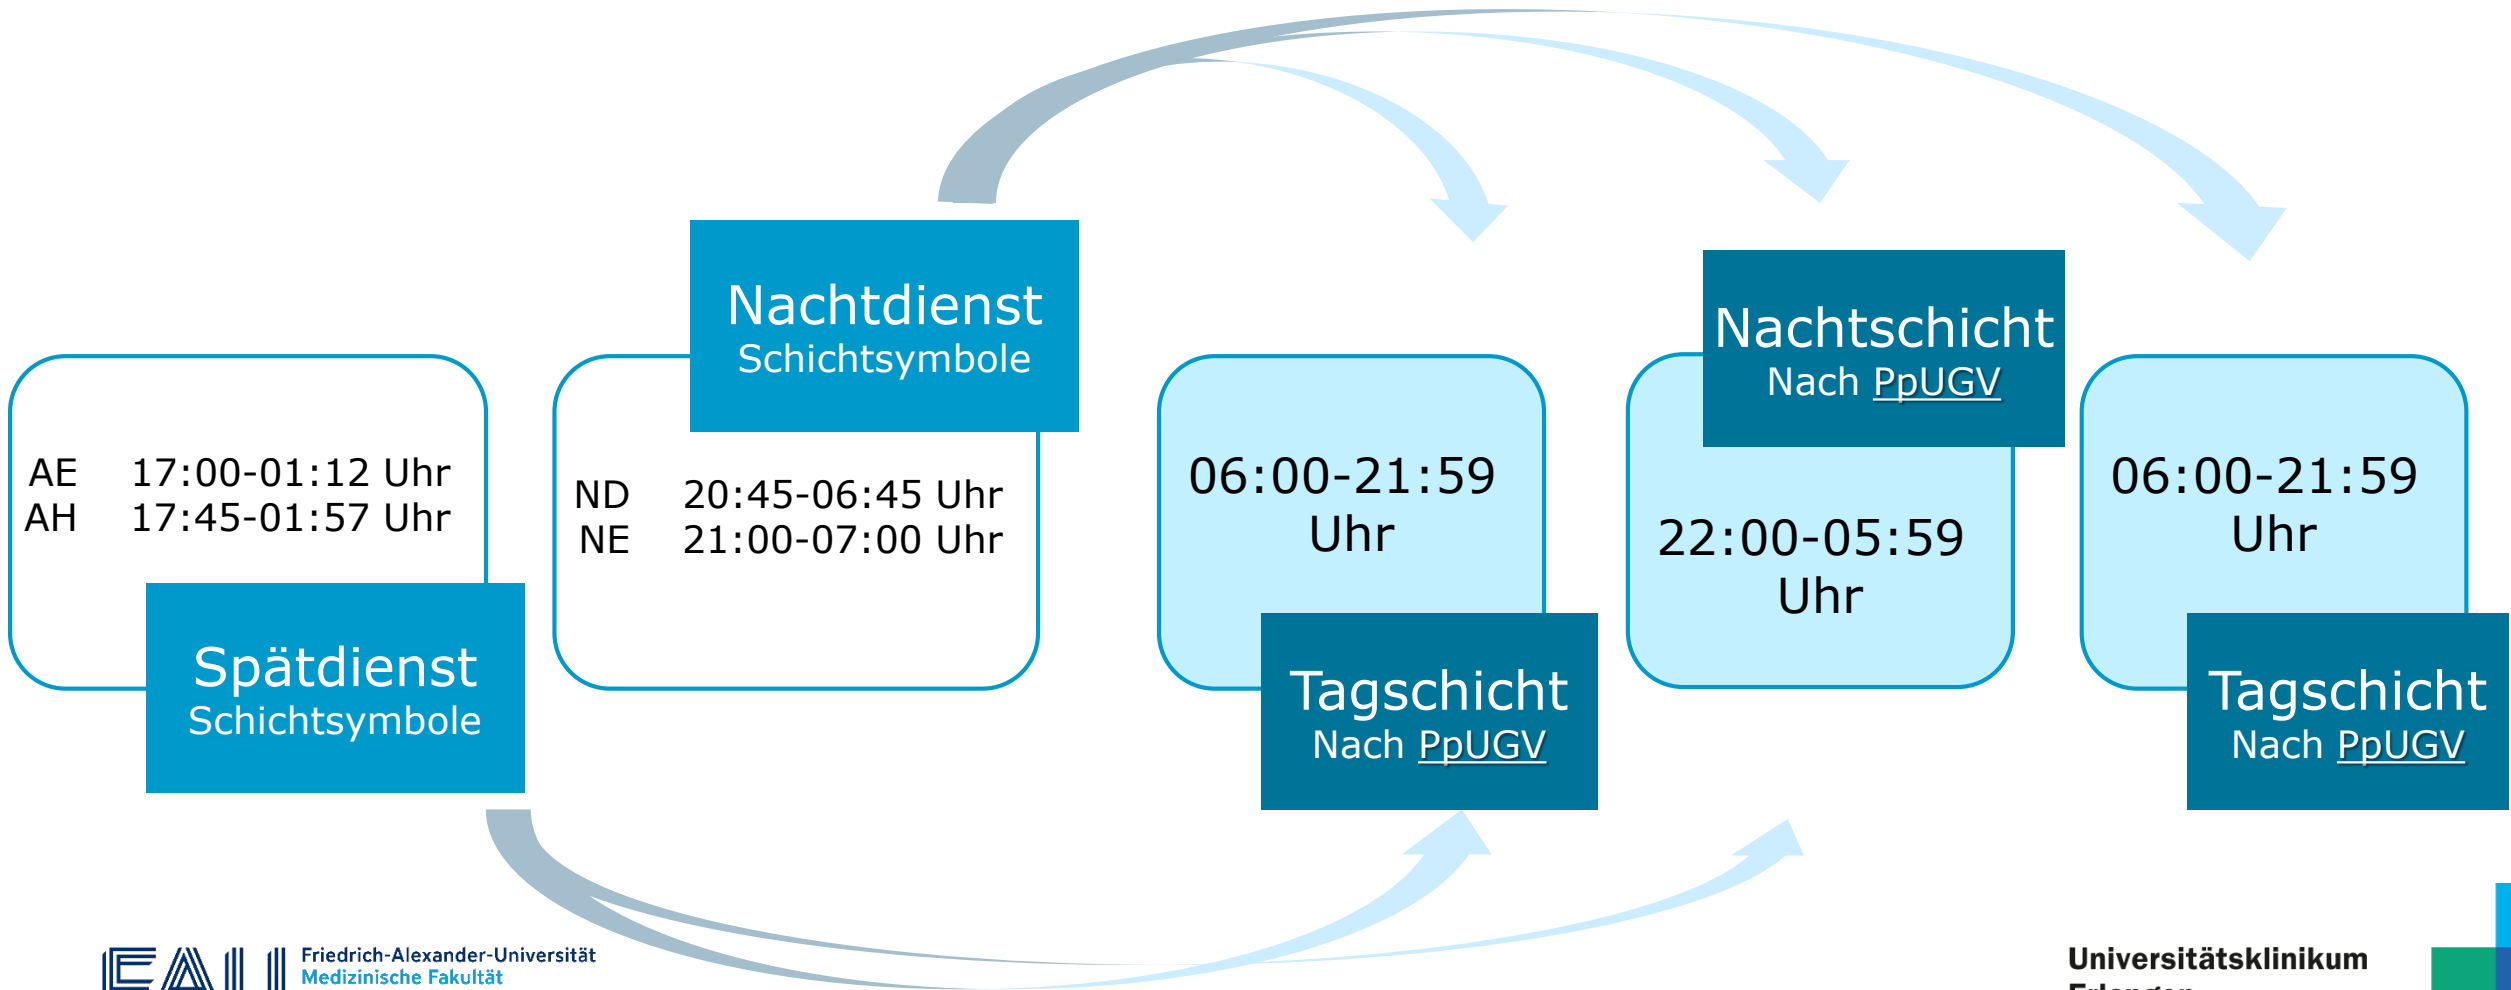 AE 17:00-01:12 Uhr
AH 17:45-01:57 Uhr
Spätdienst
Schichtsymbole
Nachtdienst
Schichtsymbole
ND 20:45-06:45 Uhr
NE 21:00-07:00 Uhr
06:00-21:59
Uhr
Tagschicht
Nach PpUGV
Nachtschicht
Nach PpUGV
22:00-05:59
Uhr
06:00-21:59
Uhr
Tagschicht
Nach PpUGV
FAU
Friedrich-Alexander-Universität
Medizinische Fakultät
Universitätsklinikum
Erlangen